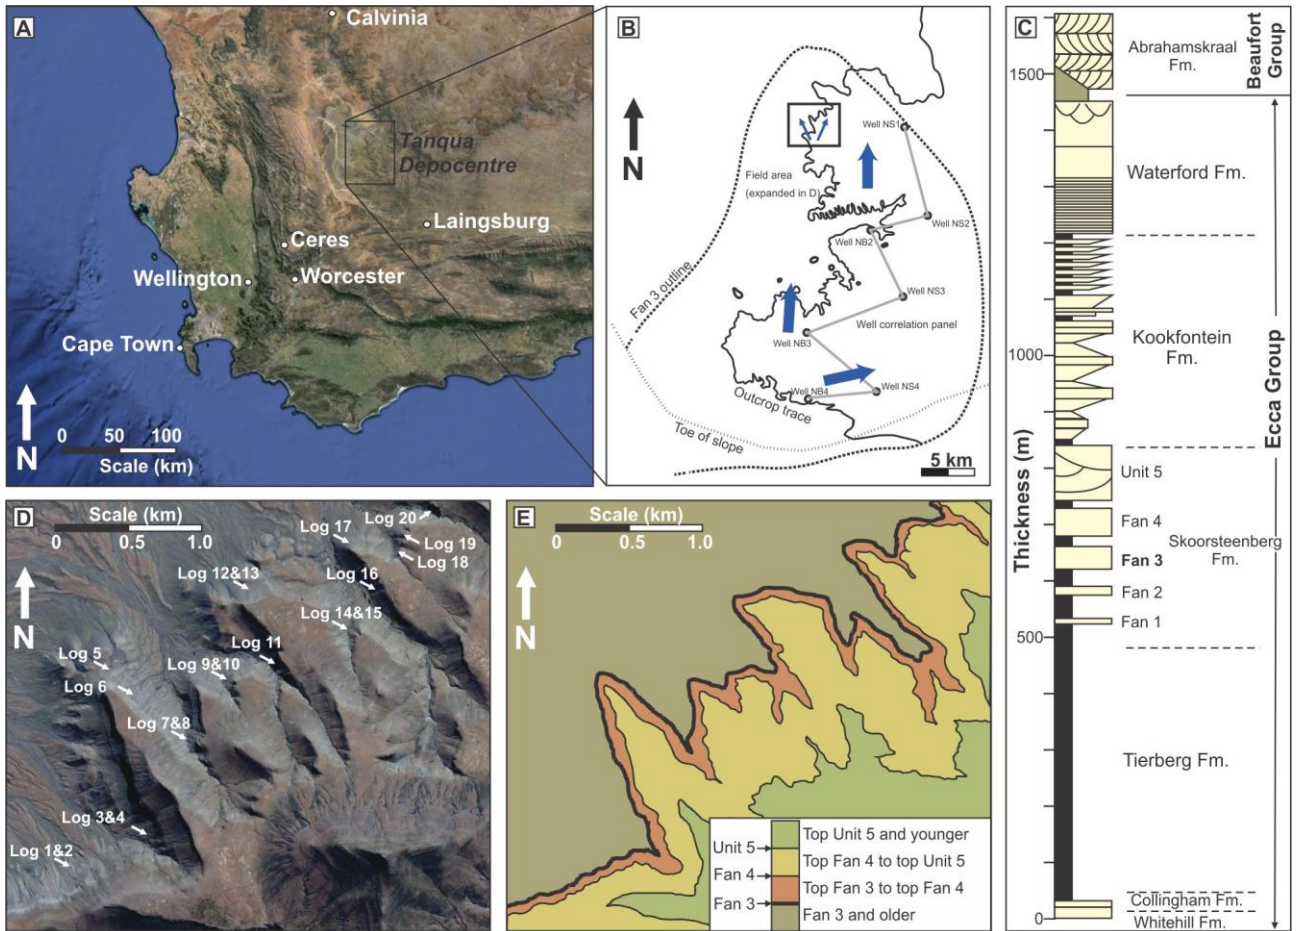 A
Calvinia
Tanqua
Depocentre
Laingsburg
Ceres
Wellington
Worcester
Cape Town
0 50 100
Scale (km)
N
B
N
Well NS1
Field area
(expanded in D)
Well NS2
Well NB2
Fan 3 outline
Well NS3
Well correlation panel
Well NB3
Well NB4
Well NS4
Outcrop trace
Toe of slope
5 km
C
Thickness (m)
1500
1000
500
0
Abrahamskraal
Fm.
Beaufort
Group
Waterford Fm.
Kookfontein
Fm.
Ecca Group
Unit 5
Fan 4
Skoorsteenberg
Fm.
Fan 3
Fan 2
Fan 1
Tierberg Fm.
Collingham Fm.
Whitehill Fm.
D
Scale (km)
0 0.5 1.0
N
Log 20
Log 17
Log 19
Log 18
Log 12&13
Log 16
Log 14&15
Log 11
Log 5
Log 9&10
Log 6
Log 7&8
Log 3&4
Log 1&2
E
Scale (km)
0 0.5 1.0
N
Unit 5
Fan 4
Fan 3
Top Unit 5 and younger
Top Fan 4 to top Unit 5
Top Fan 3 to top Fan 4
Fan 3 and older